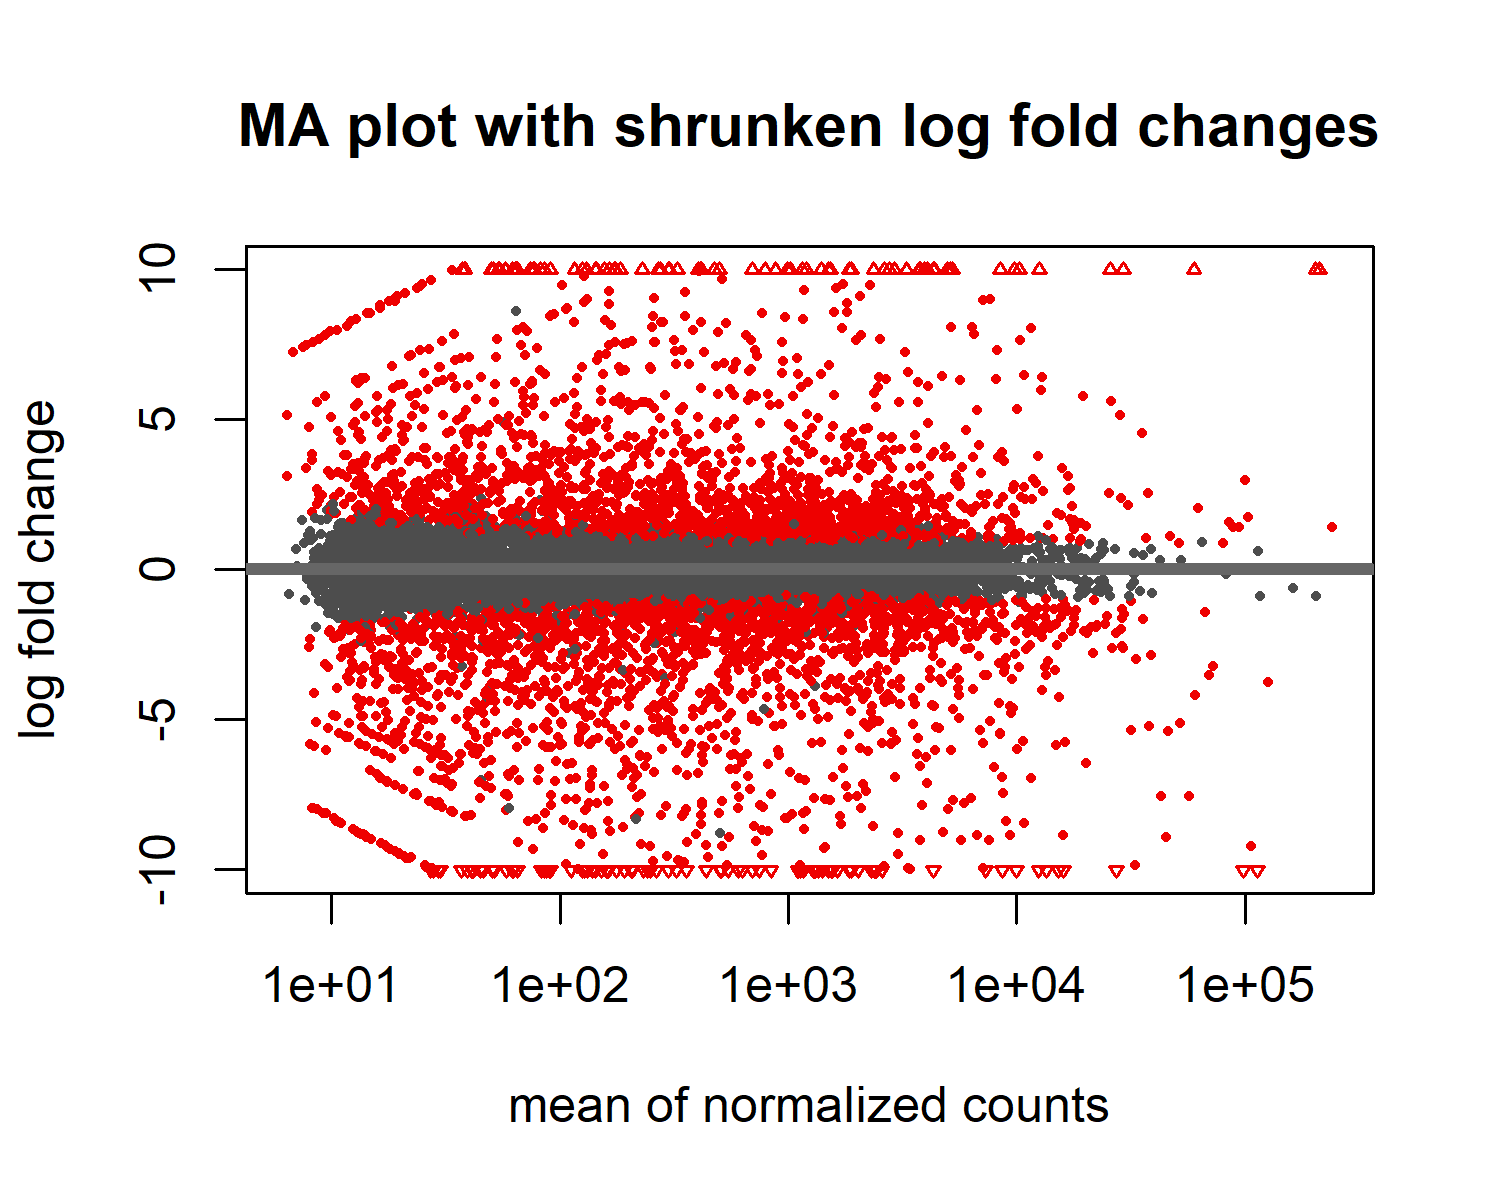 MA plot with shrunken log fold changes
log fold change
10
5
0
-5
-10
1e+01 1e+02 1e+03 1e+04 1e+05
mean of normalized counts